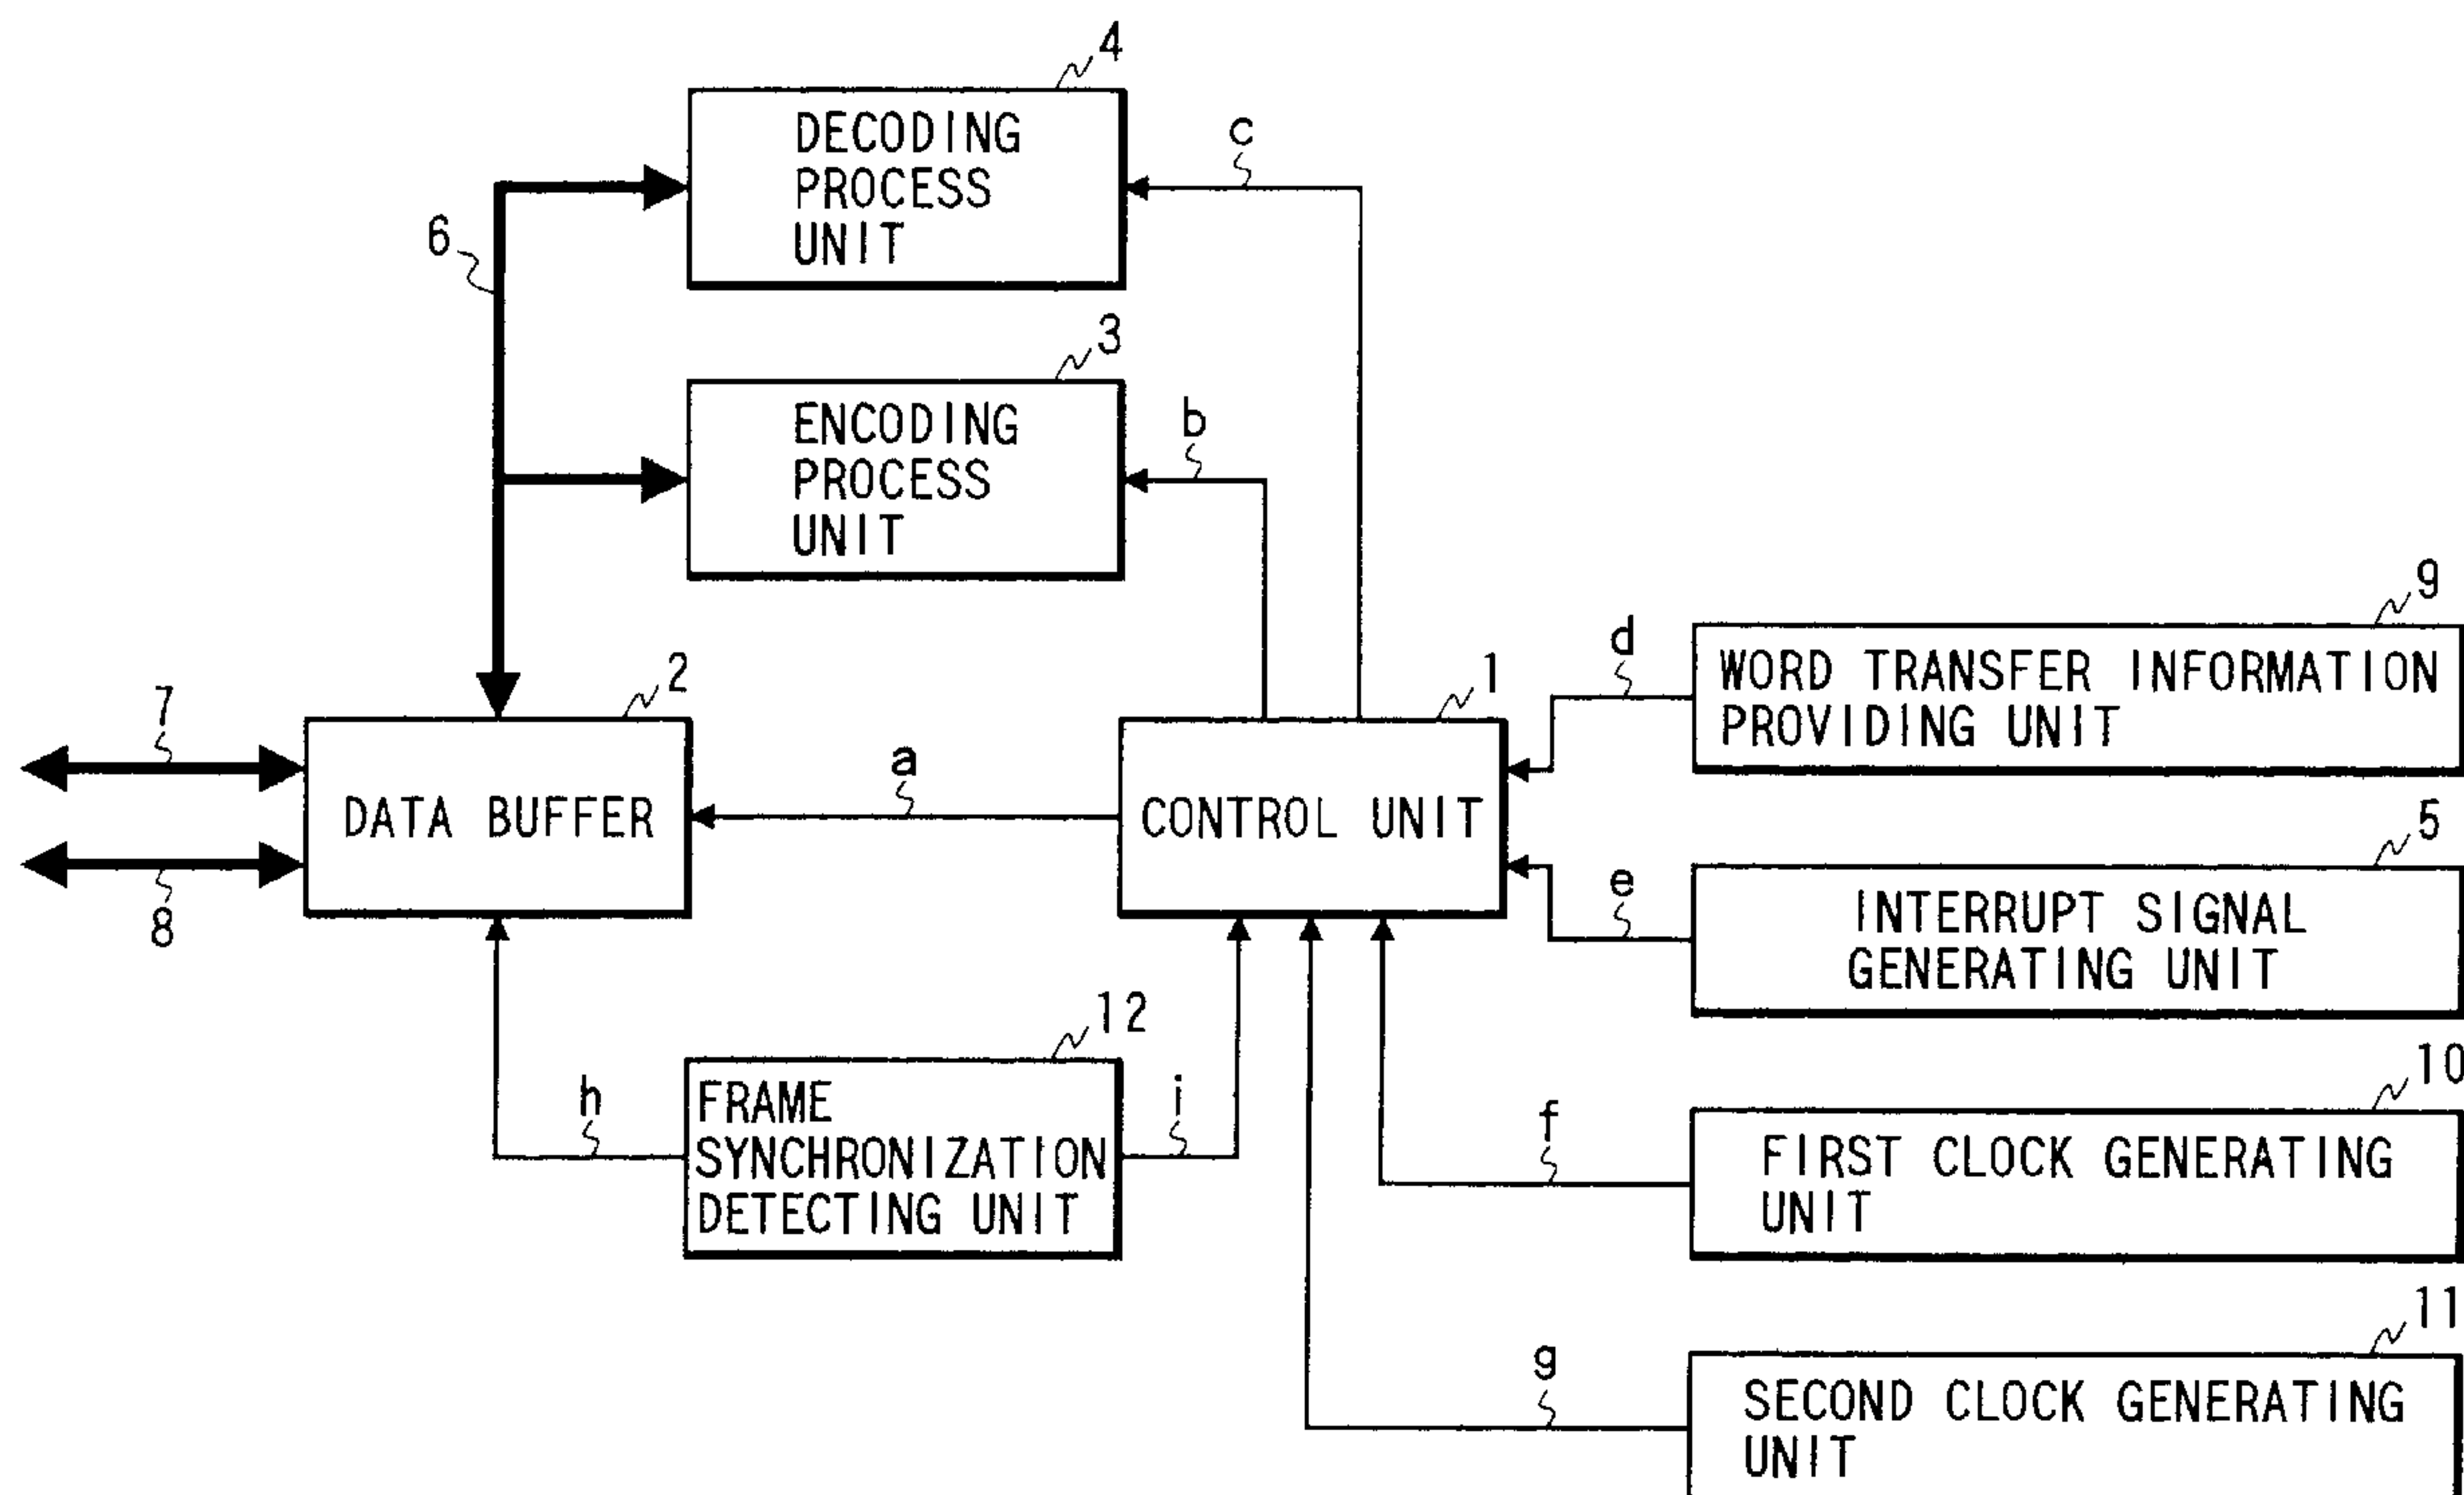 4
DECODING
PROCESS
UNIT
c
6
3
ENCODING
PROCESS
UNIT
b
9
d
WORD TRANSFER INFORMATION
PROVIDING UNIT
7
2
1
a
DATA BUFFER
CONTROL UNIT
8
5
e
INTERRUPT SIGNAL
GENERATING UNIT
12
h
FRAME
SYNCHRONIZATION
DETECTING UNIT
i
10
f
FIRST CLOCK GENERATING
UNIT
11
g
SECOND CLOCK GENERATING
UNIT